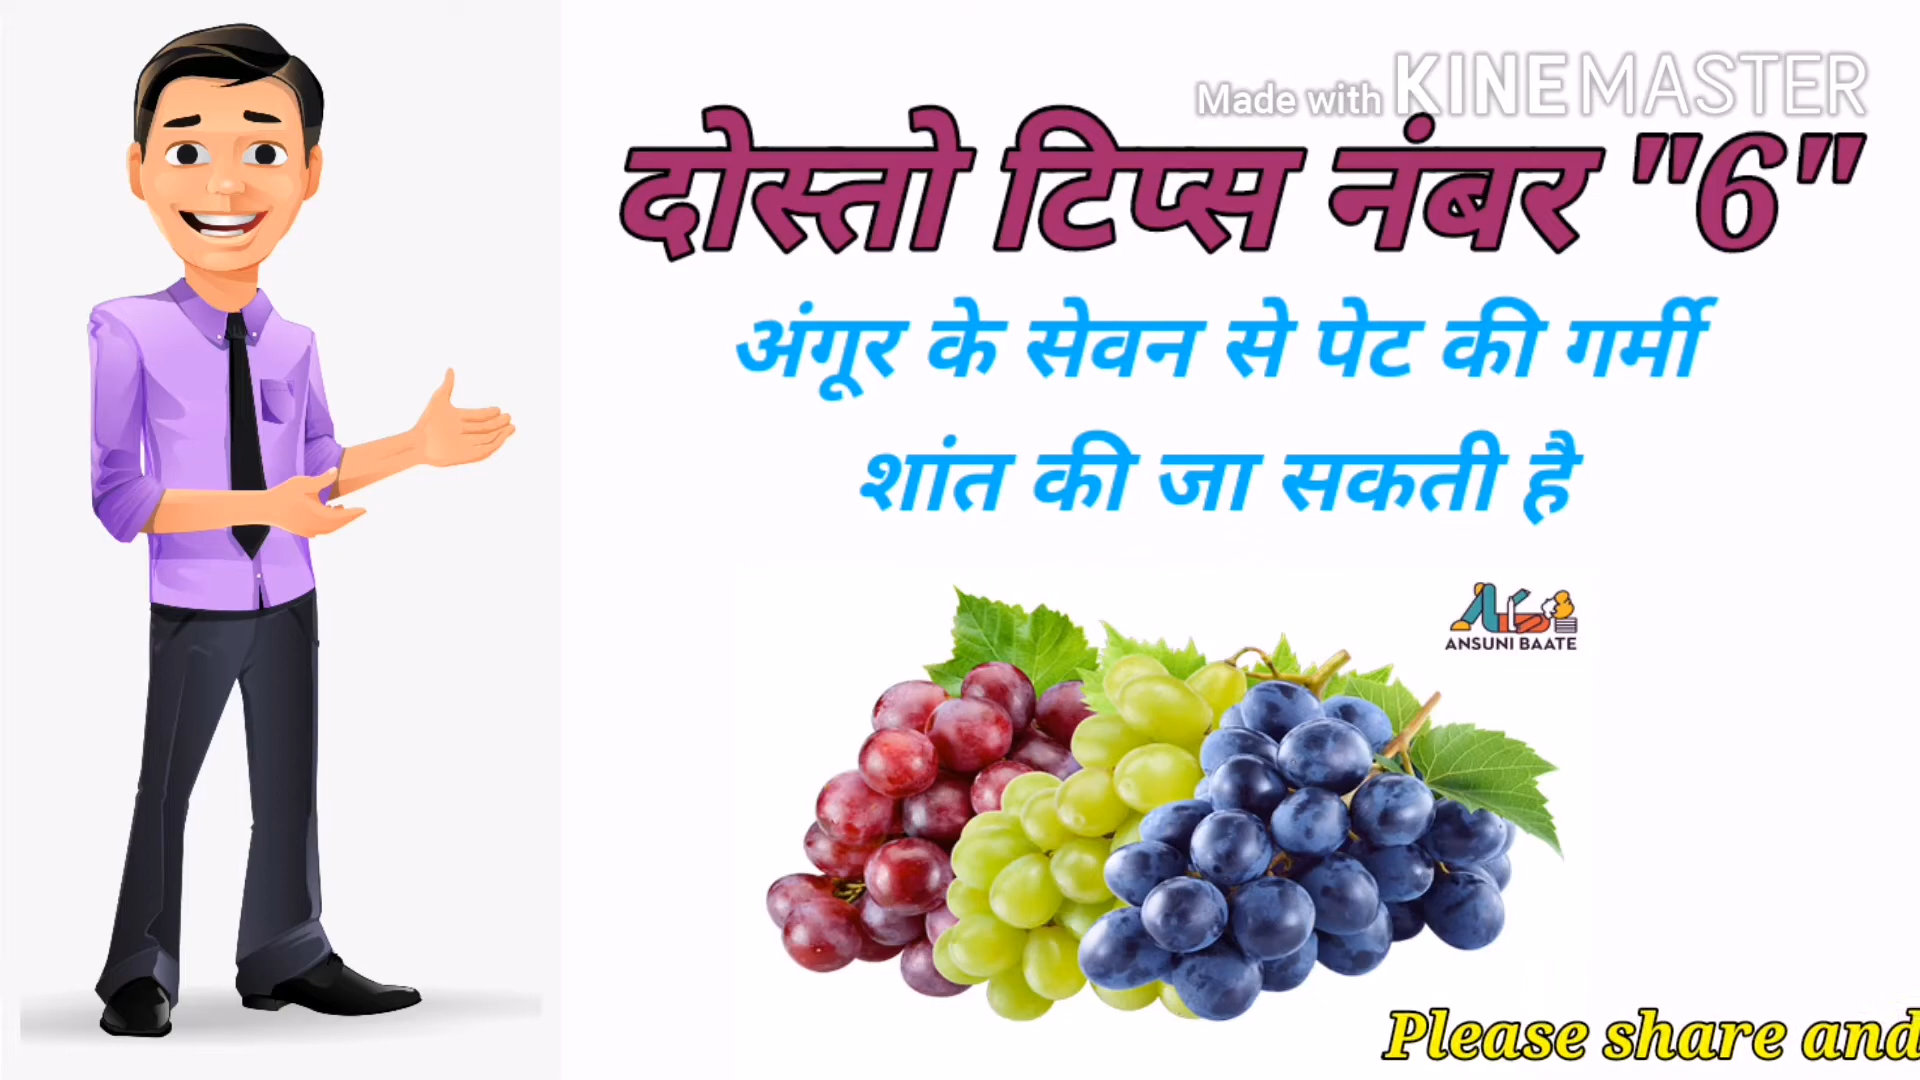 Made with KINEMASTER
दोस्तो टिप्स नंबर "6"
अंगूर के सेवन से पेट की गर्मी
शांत की जा सकती है
ANSUNI BAATE
Please share and